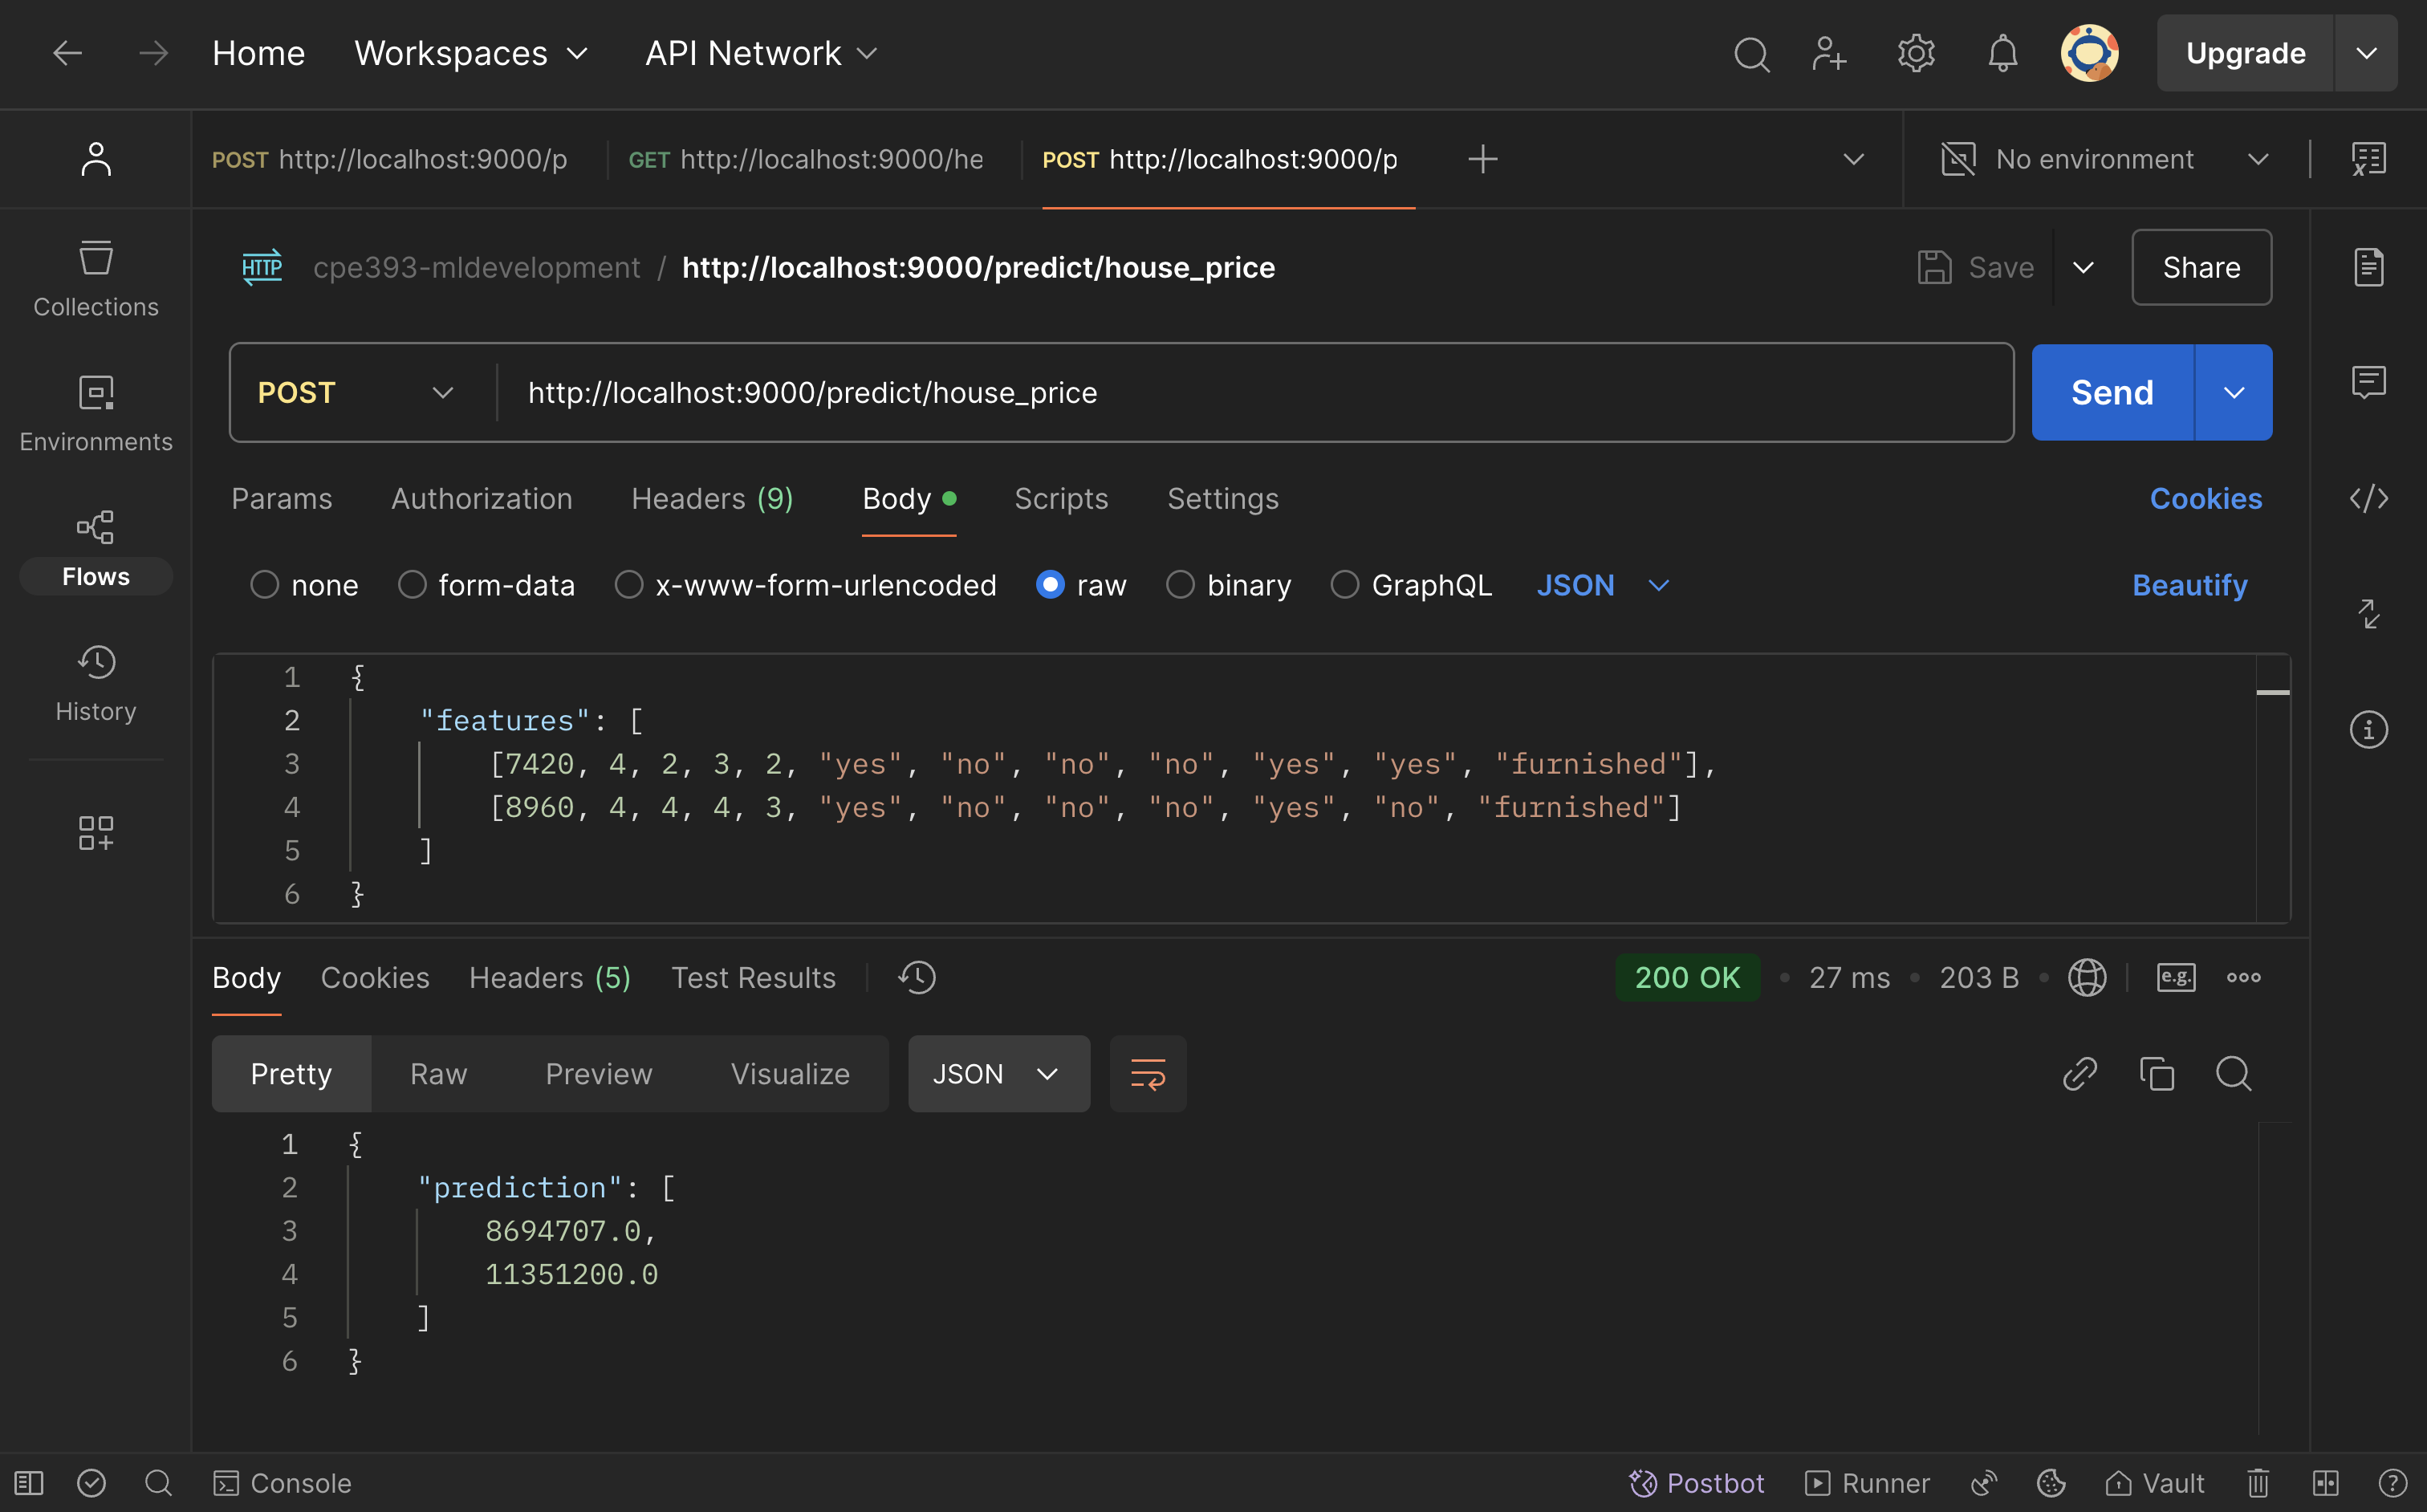 Home Workspaces API Network Upgrade
POST http://localhost:9000/p GET http://localhost:9000/he POST http://localhost:9000/p No environment
HTTP cpe393-mldevelopment / http://localhost:9000/predict/house_price Save Share
Collections
POST http://localhost:9000/predict/house_price Send
Environments
Params Authorization Headers (9) Body Scripts Settings Cookies
Flows
none form-data x-www-form-urlencoded raw binary GraphQL JSON Beautify
History
1 {
2 "features": [
3 [7420, 4, 2, 3, 2, "yes", "no", "no", "no", "yes", "yes", "furnished"],
4 [8960, 4, 4, 4, 3, "yes", "no", "no", "no", "yes", "no", "furnished"]
5 ]
6 }
Body Cookies Headers (5) Test Results 200 OK • 27 ms • 203 B • e.g.
Pretty Raw Preview Visualize JSON
1 {
2 "prediction": [
3 8694707.0,
4 11351200.0
5 ]
6 }
Console Postbot Runner Vault